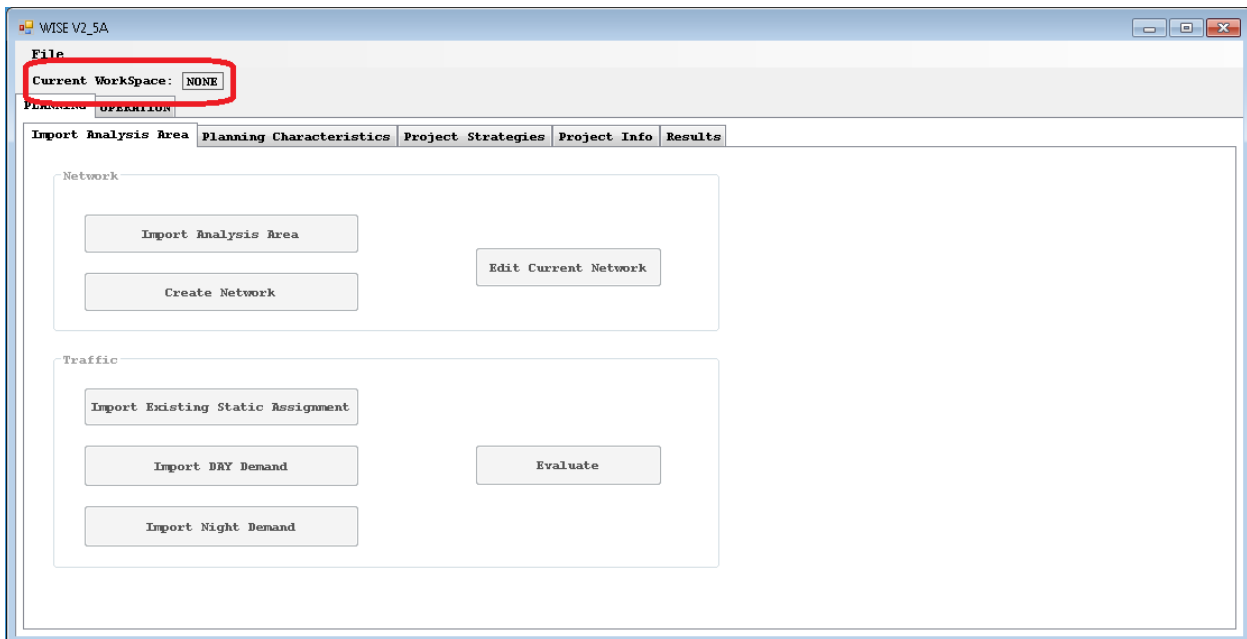 WISE V2_5A
File
Current WorkSpace: NONE
PLANNING OPERATION
Import Analysis Area Planning Characteristics Project Strategies Project Info Results
Network
Import Analysis Area
Edit Current Network
Create Network
Traffic
Import Existing Static Assignment
Import DAY Demand
Evaluate
Import Night Demand